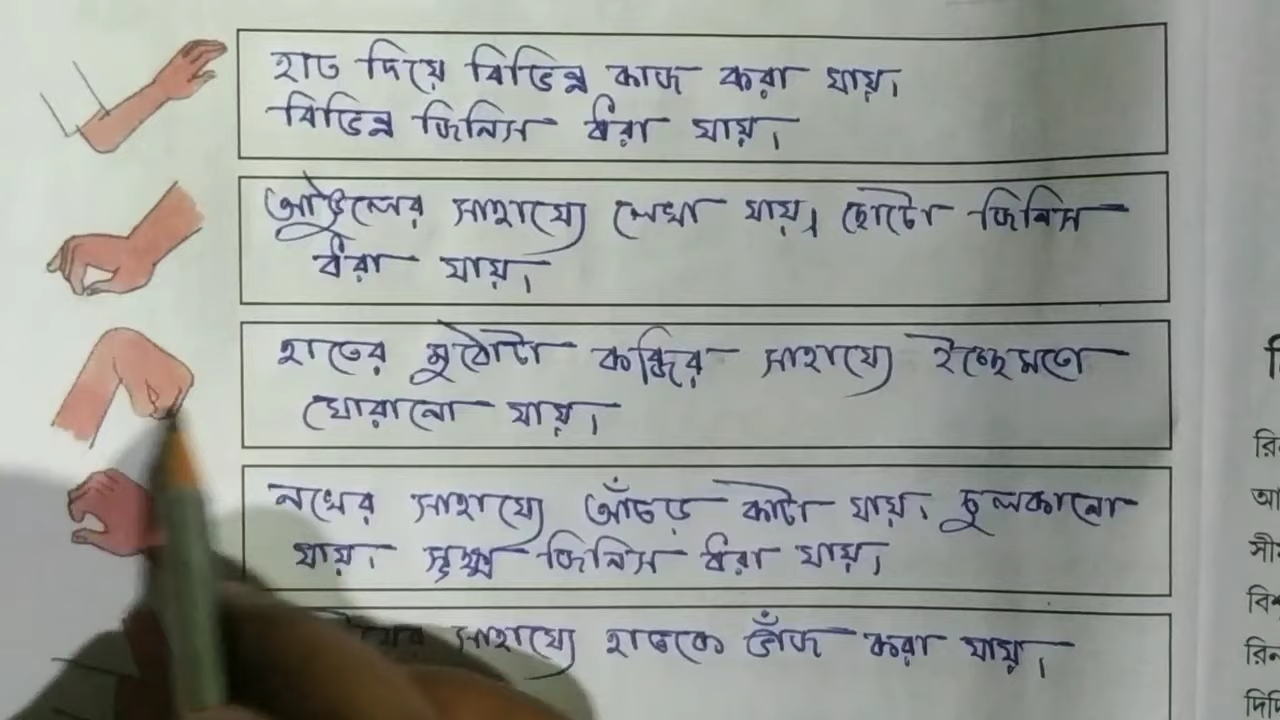 হাত দিয়ে বিভিন্ন কাজ করা যায়।
বিভিন্ন জিনিস ধরা যায়।
আঙুলের সাহায্যে লেখা যায়, ছোটো জিনিস
ধরা যায়।
হাতের মুঠোটা কব্জির সাহায্যে ইচ্ছেমতো
ঘোরানো যায়।
নখের সাহায্যে আঁচড় কাটা যায়। চুলকানো
যায়। সূক্ষ্ম জিনিস ধরা যায়।
সাহায্যে হাতকে ভাঁজ করা যায়।